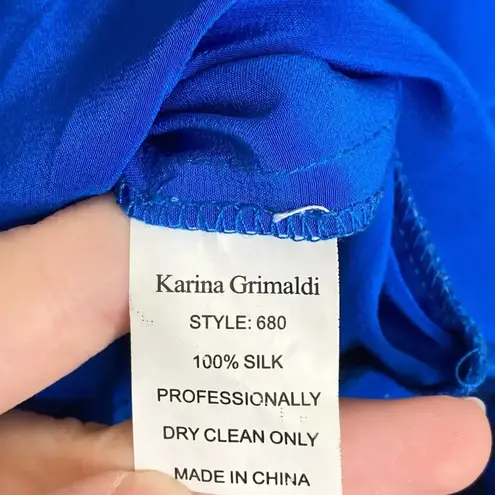 Karina Grimaldi
STYLE: 680
100% SILK
PROFESSIONALLY
DRY CLEAN ONLY
MADE IN CHINA